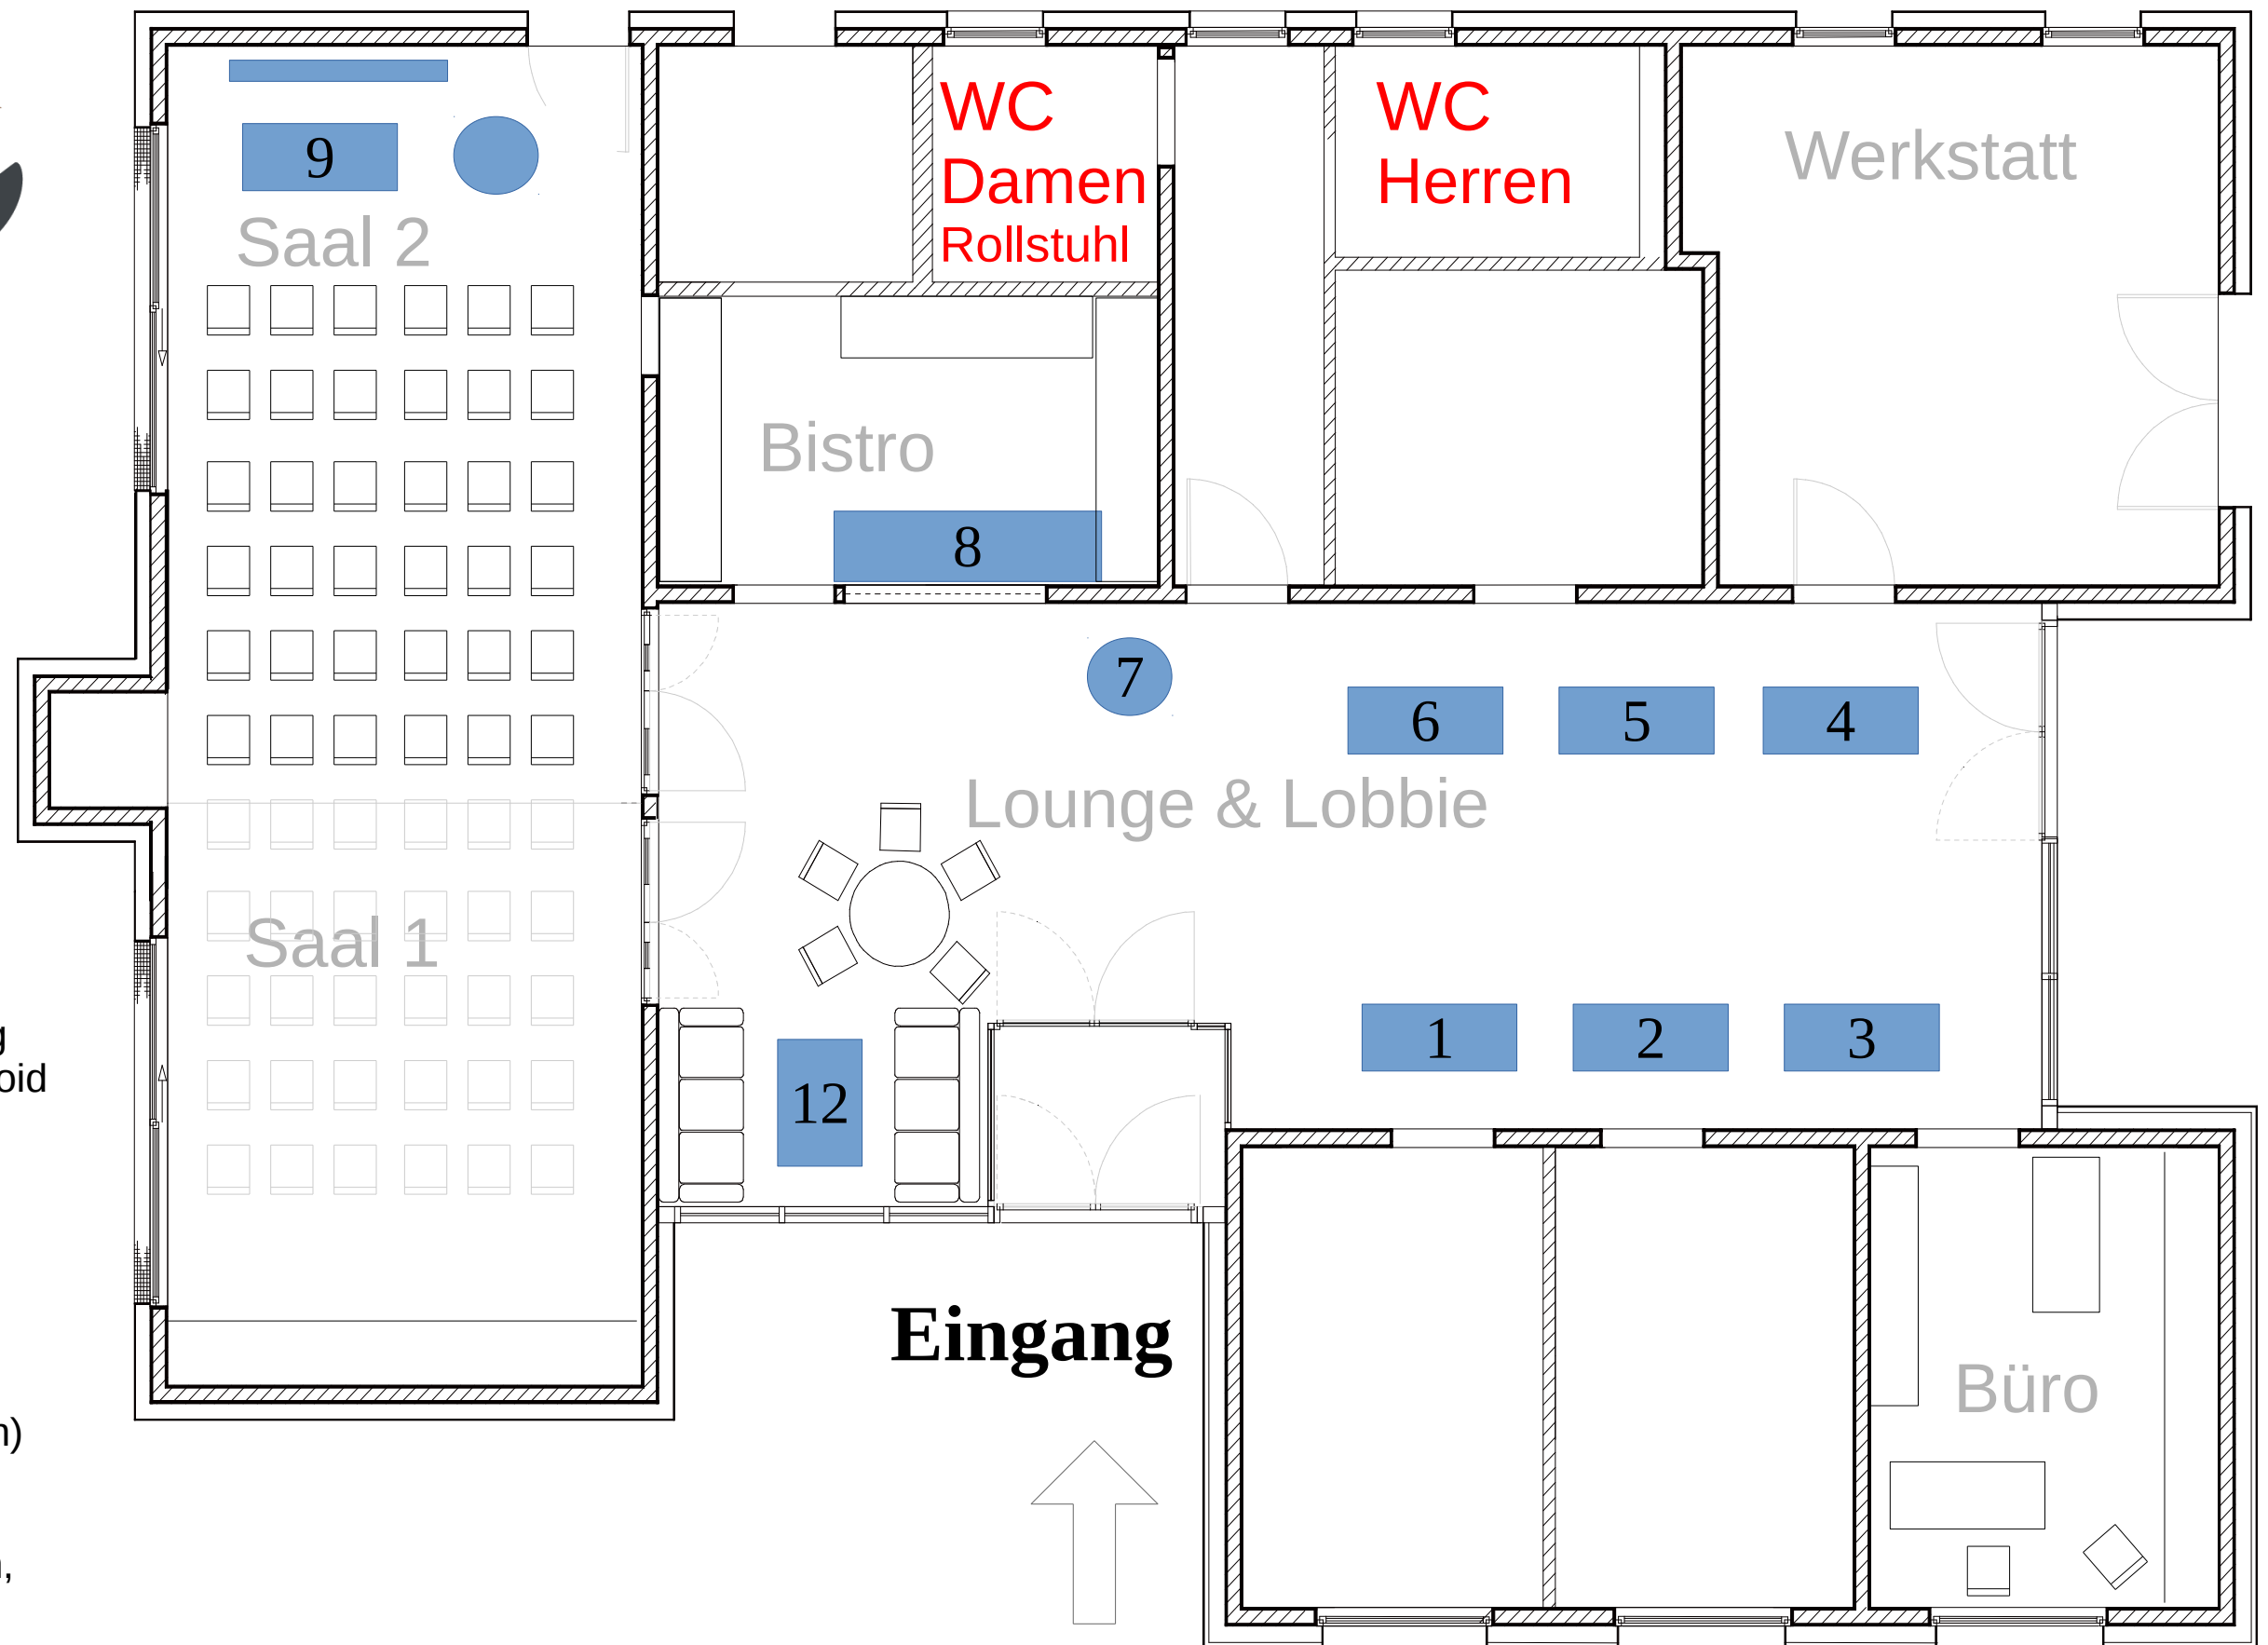 WC
Damen
Rollstuhl
WC
Herren
Werkstatt
9
Saal 2
Bistro
8
7
6
5
4
Lounge & Lobbie
Saal 1
1
2
3
12
Eingang
Büro
g
oid
n)